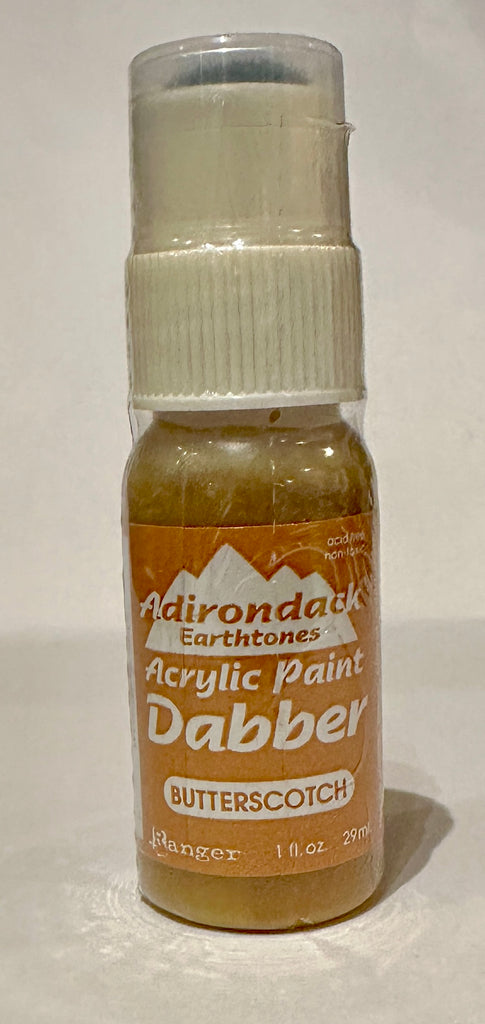 acid free
non-toxic
Adirondack
Earthtones
Acrylic Paint
Dabber
BUTTERSCOTCH
Ranger 1 fl. oz. 29ml